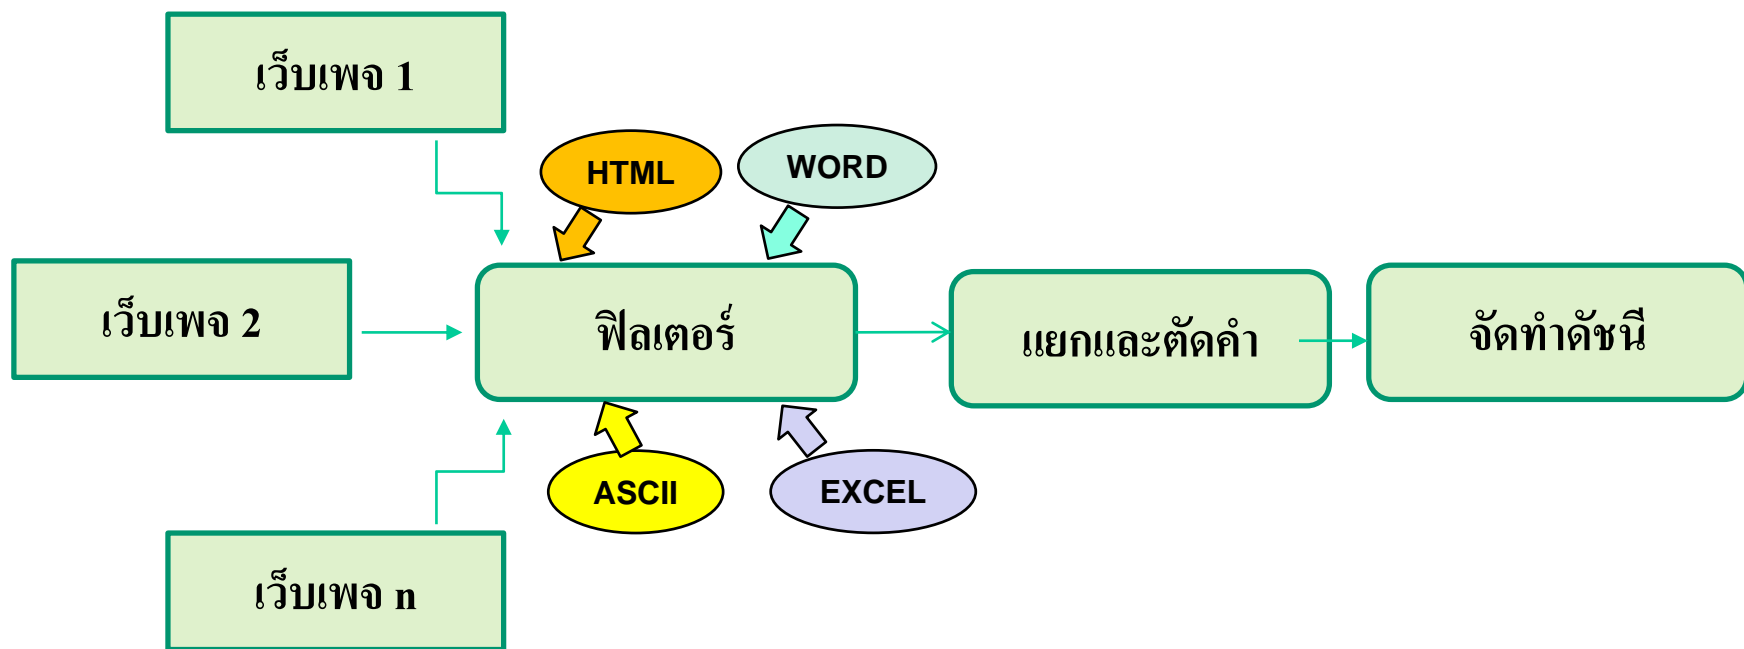 เว็บเพจ 1
HTML
WORD
เว็บเพจ 2
ฟิลเตอร์
แยกและตัดคำ
จัดทำดัชนี
ASCII
EXCEL
เว็บเพจ n